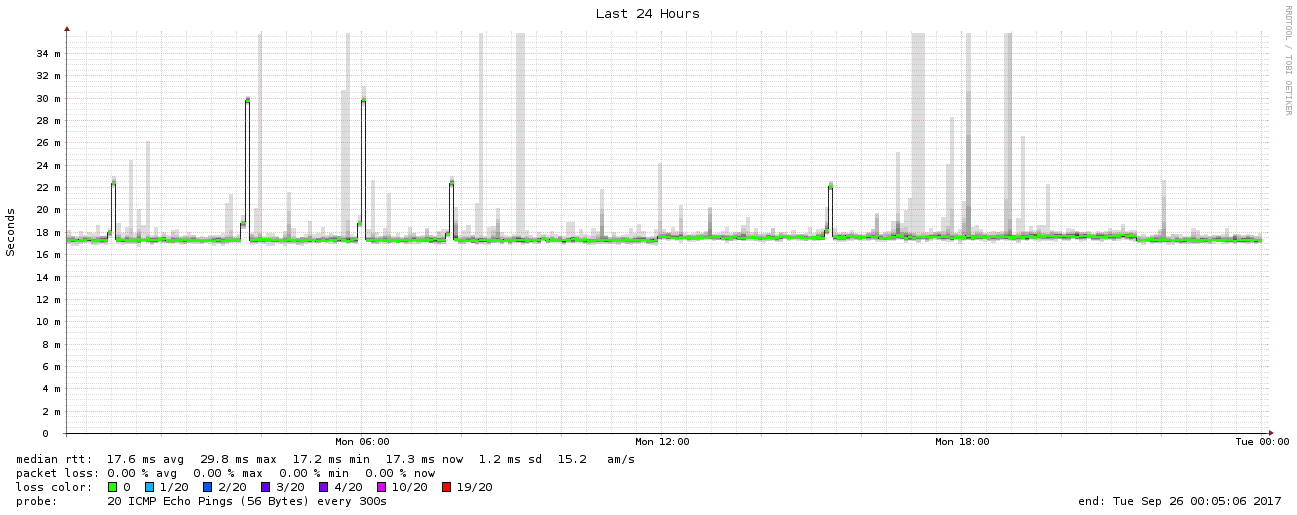 Last 24 Hours
RRDTOOL / TOBI OETIKER
Seconds
34 m
32 m
30 m
28 m
26 m
24 m
22 m
20 m
18 m
16 m
14 m
12 m
10 m
8 m
6 m
4 m
2 m
0
Mon 06:00 Mon 12:00 Mon 18:00 Tue 00:00
median rtt: 17.6 ms avg 29.8 ms max 17.2 ms min 17.3 ms now 1.2 ms sd 15.2 am/s
packet loss: 0.00 % avg 0.00 % max 0.00 % min 0.00 % now
loss color: 0 1/20 2/20 3/20 4/20 10/20 19/20
probe: 20 ICMP Echo Pings (56 Bytes) every 300s end: Tue Sep 26 00:05:06 2017